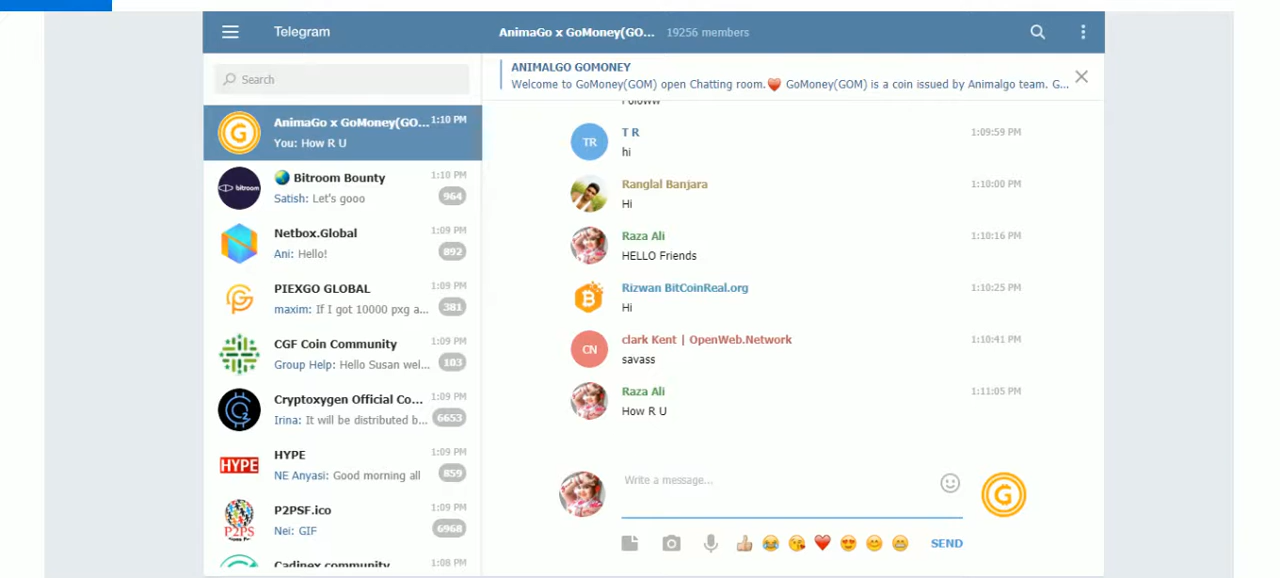 Telegram
AnimaGo x GoMoney(GO... 19256 members
Search
AnimaGo x GoMoney(GO... 1:10 PM
You: How R U
Bitroom Bounty 1:10 PM
Satish: Let's gooo 964
bitroom
Netbox.Global 1:09 PM
Ani: Hello! 892
PIEXGO GLOBAL 1:09 PM
maxim: If I got 10000 pxg a... 381
CGF Coin Community 1:09 PM
Group Help: Hello Susan wel... 103
Cryptoxygen Official Co... 1:09 PM
Irina: It will be distributed b... 6653
HYPE 1:09 PM
HYPE
NE Anyasi: Good morning all 859
P2PSF.ico 1:09 PM
P2PS
Nei: GIF 6968
Cadinex community 1:08 PM
ANIMALGO GOMONEY
Welcome to GoMoney(GOM) open Chatting room.❤ GoMoney(GOM) is a coin issued by Animalgo team. G...
TR
T R 1:09:59 PM
hi
Ranglal Banjara 1:10:00 PM
Hi
Raza Ali 1:10:16 PM
HELLO Friends
Rizwan BitCoinReal.org 1:10:25 PM
Hi
CN
clark Kent | OpenWeb.Network 1:10:41 PM
savass
Raza Ali 1:11:05 PM
How R U
Write a message...
SEND